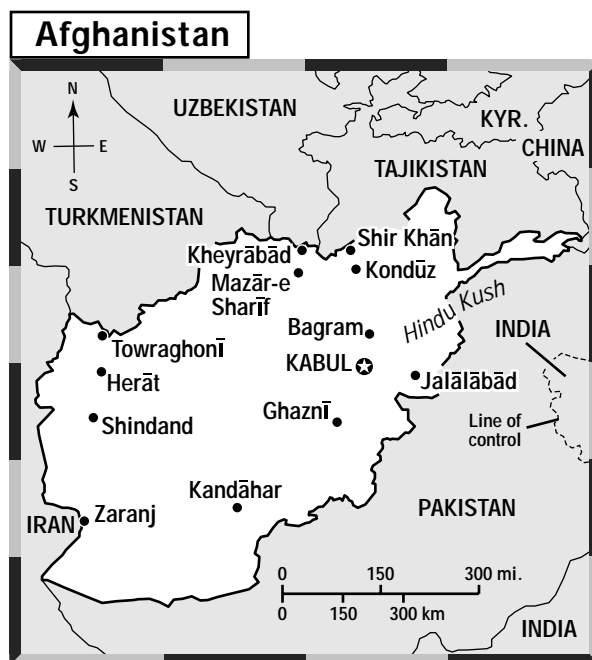 Afghanistan
N
W E
S
UZBEKISTAN
KYR.
CHINA
TAJIKISTAN
TURKMENISTAN
Shir Khān
Kheyrābād
Kondūz
Mazār-e
Sharīf
Hindu Kush
Bagram
INDIA
Towraghonī
KABUL
Herāt
Jalālābād
Ghaznī
Shindand
Line of
control
Kandāhar
PAKISTAN
IRAN
Zaranj
0 150 300 mi.
0 150 300 km
INDIA